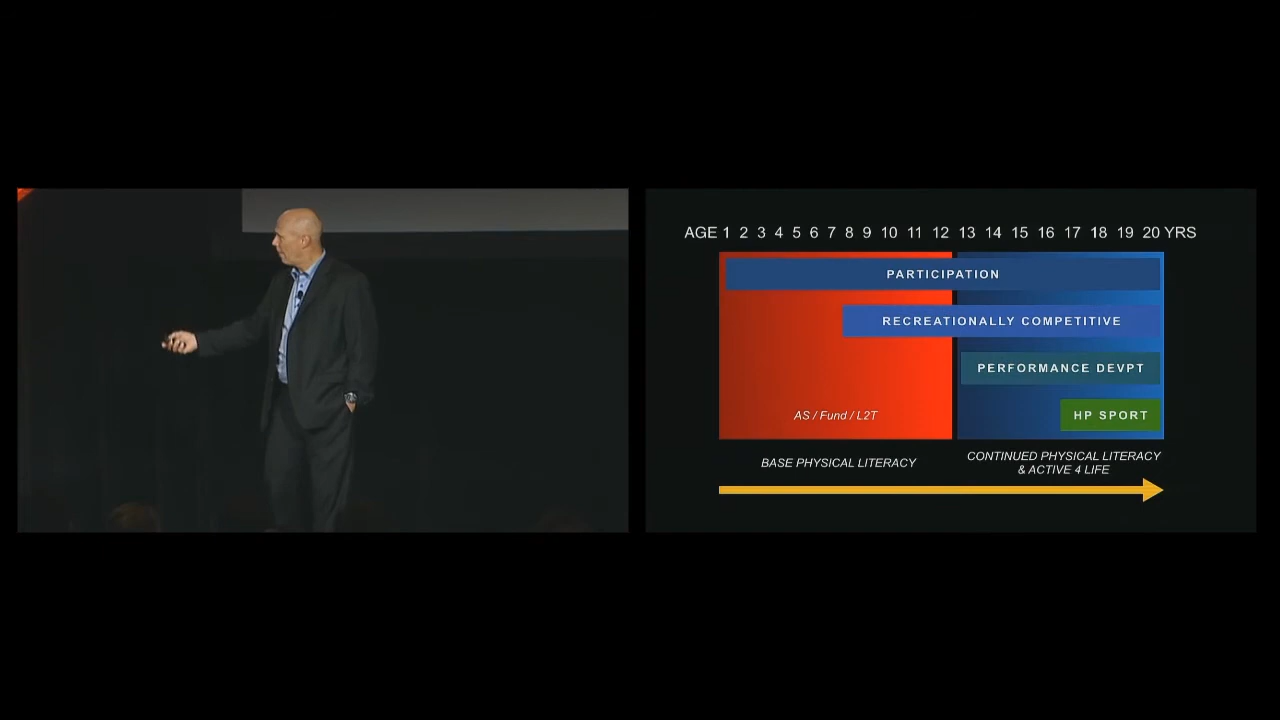 AGE 1 2 3 4 5 6 7 8 9 10 11 12 13 14 15 16 17 18 19 20 YRS
PARTICIPATION
RECREATIONALLY COMPETITIVE
PERFORMANCE DEVPT
AS / Fund / L2T
HP SPORT
BASE PHYSICAL LITERACY
CONTINUED PHYSICAL LITERACY
& ACTIVE 4 LIFE